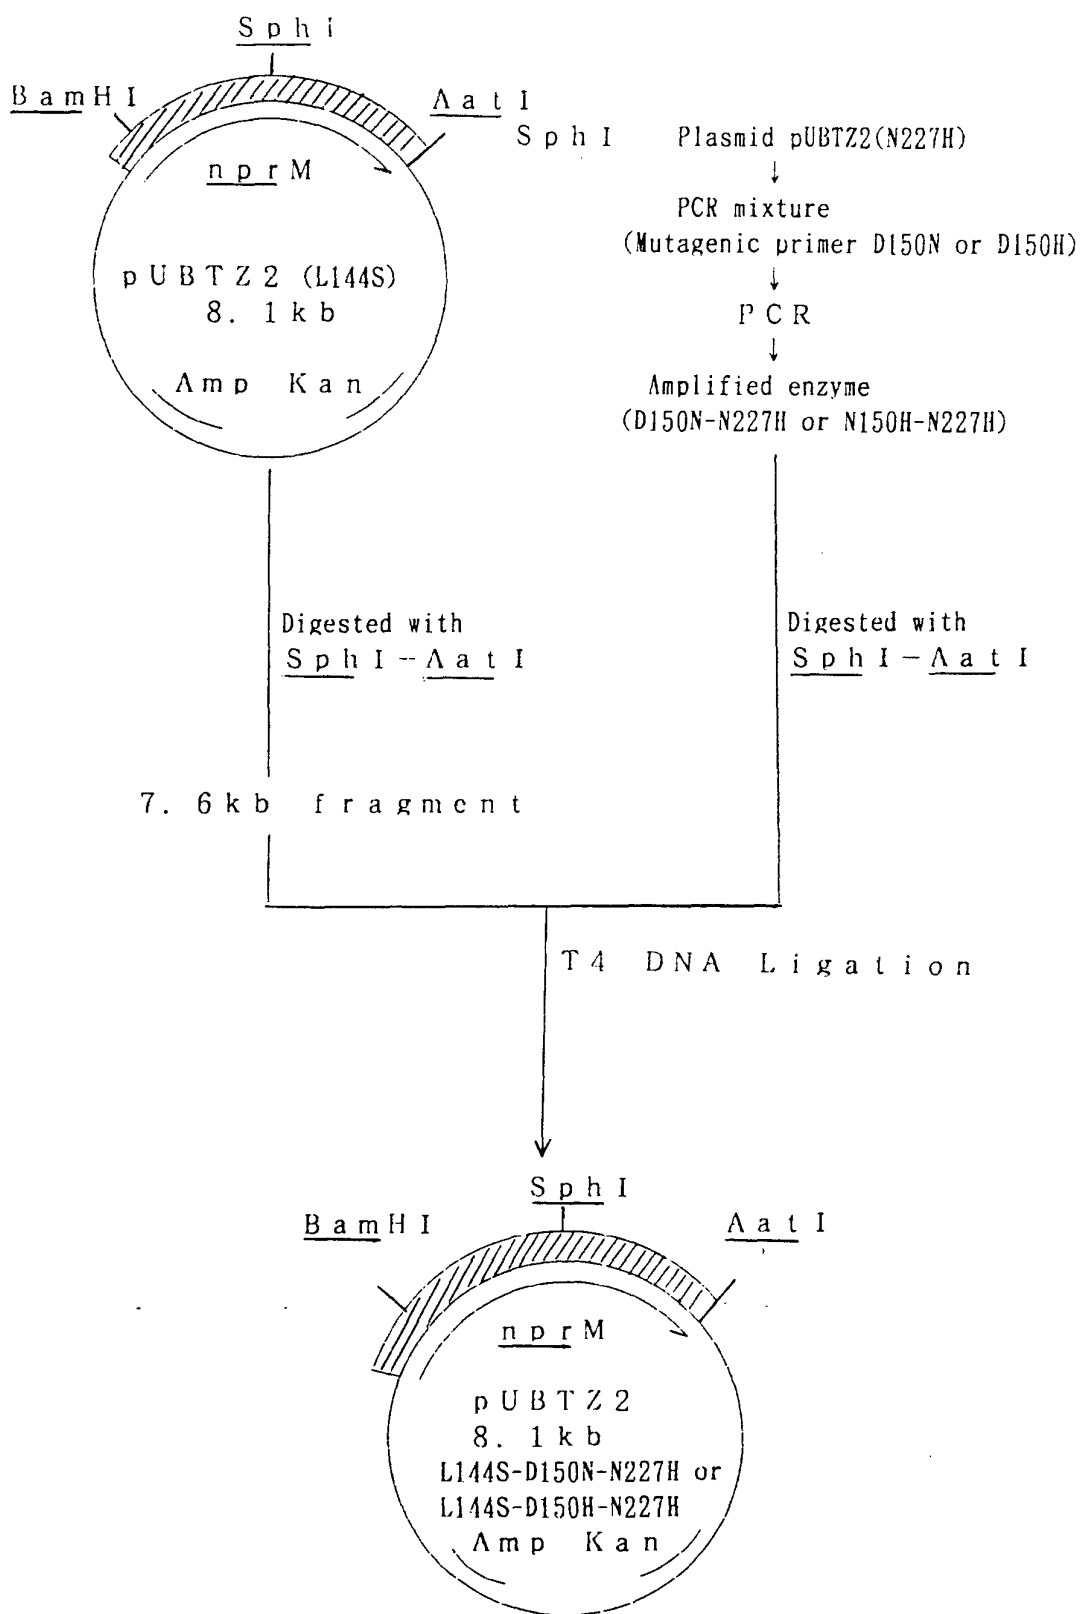 SphI
BamHI
AatI
SphI
nprM
pUBTZ2 (L144S)
8.1kb
Amp Kan
Plasmid pUBTZ2(N227H)
↓
PCR mixture
(Mutagenic primer D150N or D150H)
↓
PCR
↓
Amplified enzyme
(D150N-N227H or N150H-N227H)
Digested with
SphI-AatI
Digested with
SphI-AatI
7.6kb fragment
T4 DNA Ligation
SphI
BamHI
AatI
nprM
pUBTZ2
8.1kb
L144S-D150N-N227H or
L144S-D150H-N227H
Amp Kan